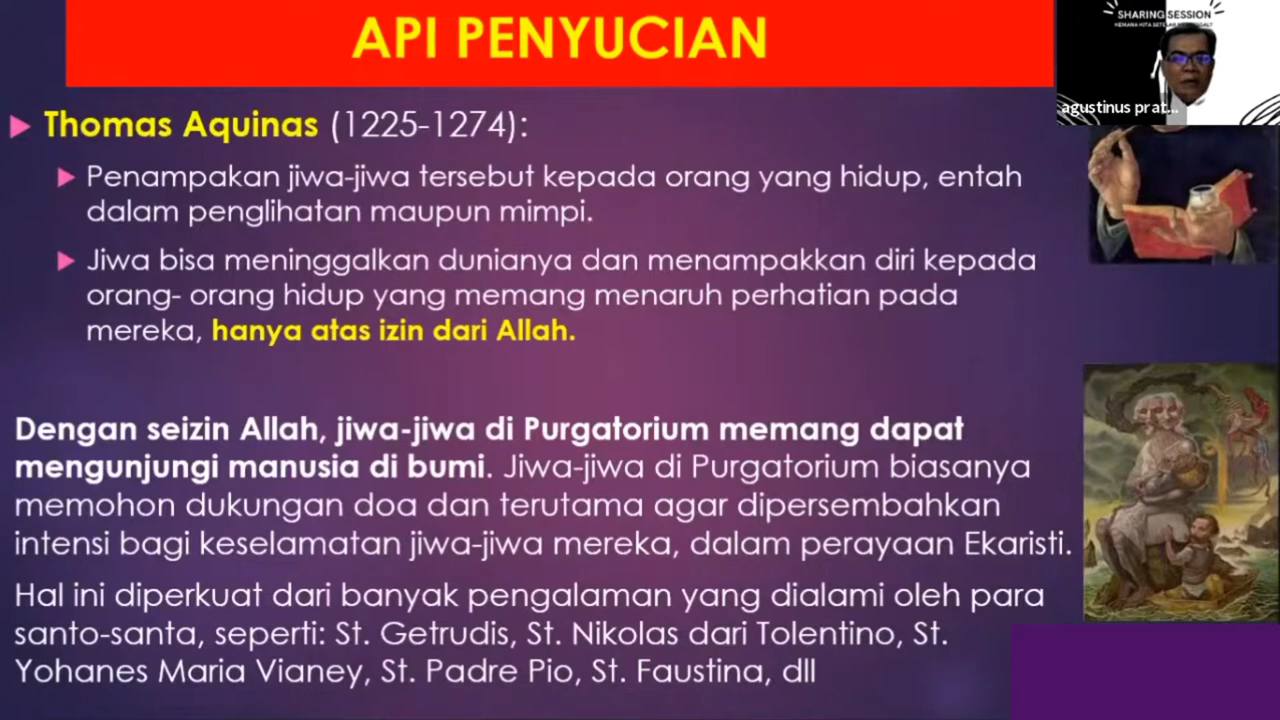 API PENYUCIAN
SHARING SESSION
agustinus prat...
Thomas Aquinas (1225-1274):
Penampakan jiwa-jiwa tersebut kepada orang yang hidup, entah
dalam penglihatan maupun mimpi.
Jiwa bisa meninggalkan dunianya dan menampakkan diri kepada
orang- orang hidup yang memang menaruh perhatian pada
mereka, hanya atas izin dari Allah.
Dengan seizin Allah, jiwa-jiwa di Purgatorium memang dapat
mengunjungi manusia di bumi. Jiwa-jiwa di Purgatorium biasanya
memohon dukungan doa dan terutama agar dipersembahkan
intensi bagi keselamatan jiwa-jiwa mereka, dalam perayaan Ekaristi.
Hal ini diperkuat dari banyak pengalaman yang dialami oleh para
santo-santa, seperti: St. Getrudis, St. Nikolas dari Tolentino, St.
Yohanes Maria Vianey, St. Padre Pio, St. Faustina, dll